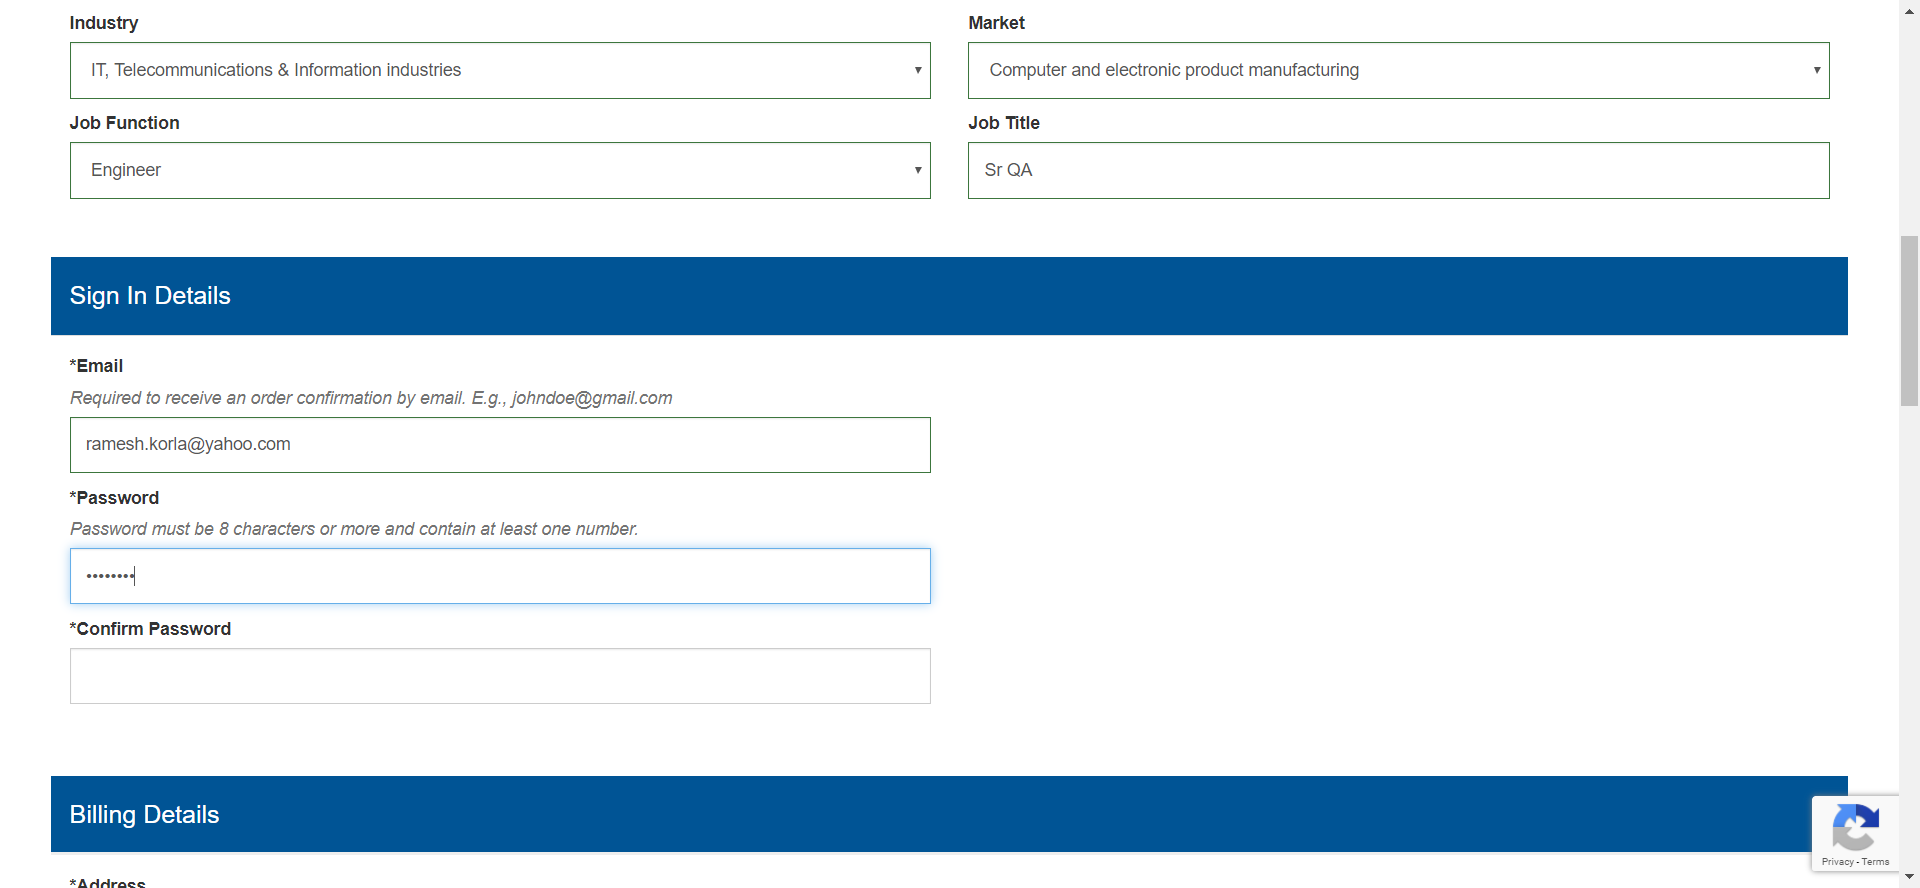 Industry
Market
IT, Telecommunications & Information industries
Computer and electronic product manufacturing
Job Function
Job Title
Engineer
Sr QA
Sign In Details
*Email
Required to receive an order confirmation by email. E.g., johndoe@gmail.com
ramesh.korla@yahoo.com
*Password
Password must be 8 characters or more and contain at least one number.
••••••••
*Confirm Password
Billing Details
Privacy - Terms
*Address